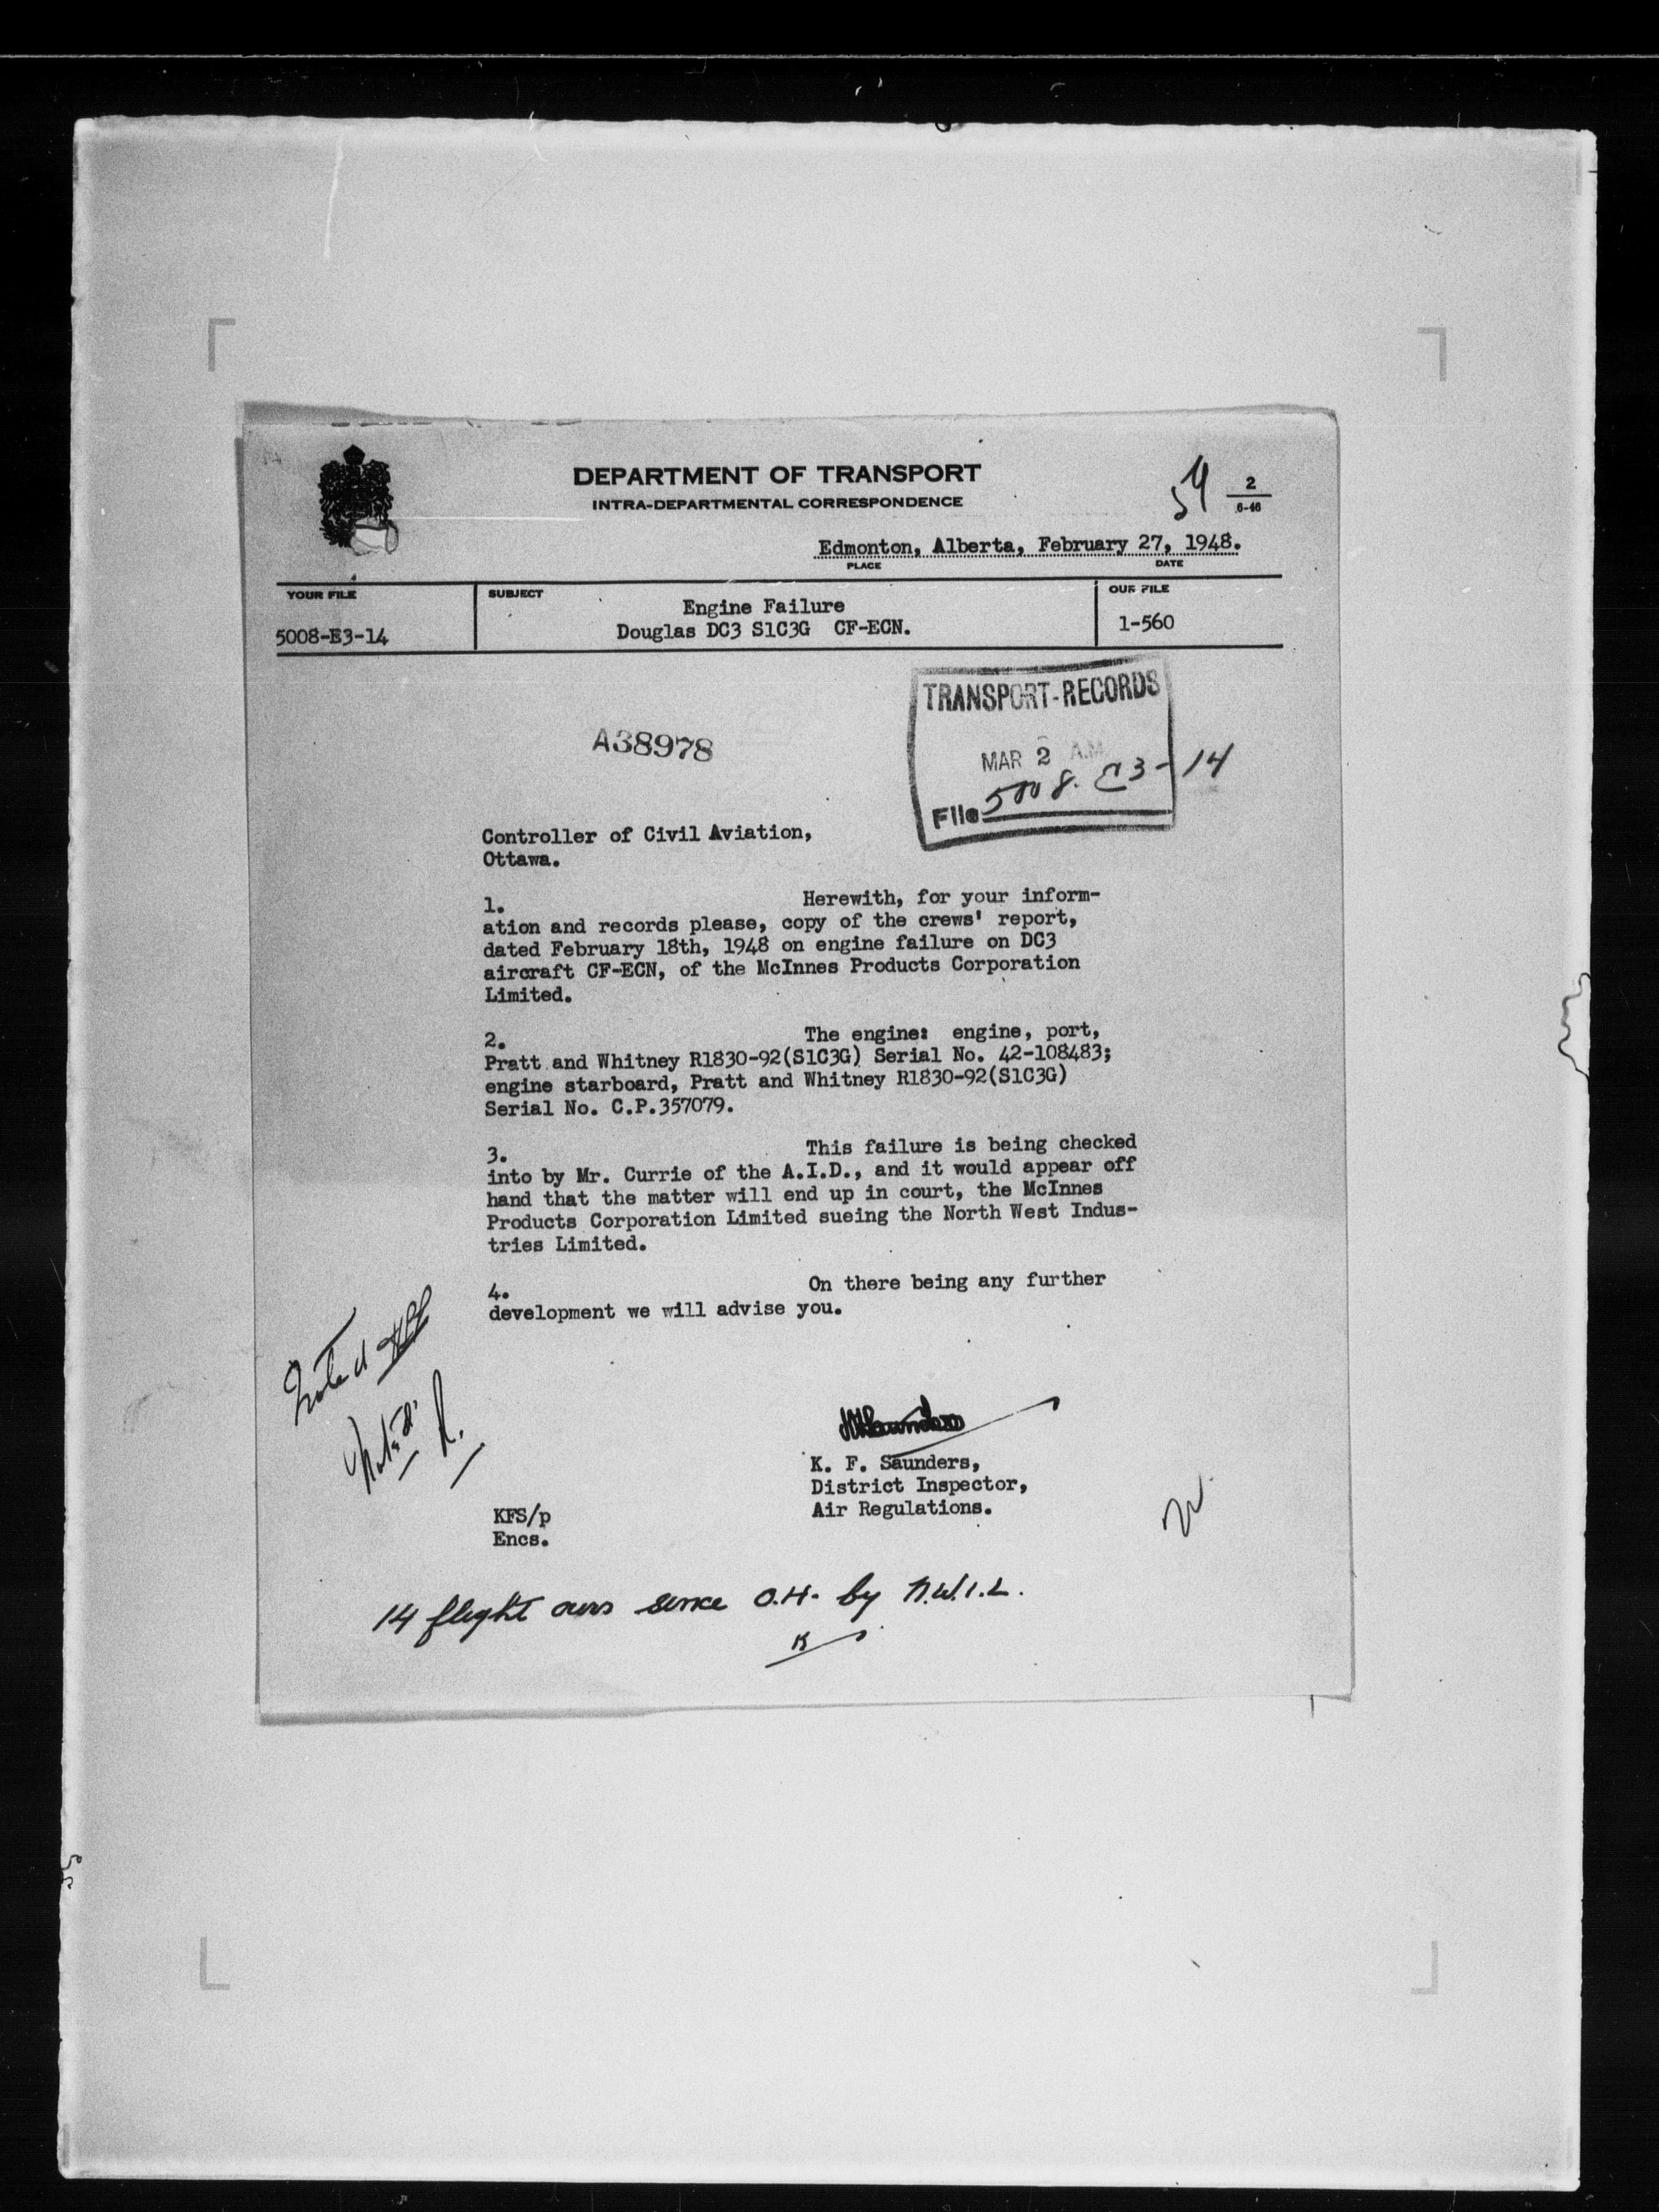 DEPARTMENT OF TRANSPORT
INTRA-DEPARTMENTAL CORRESPONDENCE
2
6-46
Edmonton, Alberta, February 27, 1948.
PLACE DATE
YOUR FILE SUBJECT OUR FILE
Engine Failure
5008-E3-14 Douglas DC3 S1C3G CF-ECN. 1-560
TRANSPORT-RECORDS
MAR 2 A.M.
File 5008-E3-14
A38978
Controller of Civil Aviation,
Ottawa.
1. Herewith, for your inform-
ation and records please, copy of the crews' report,
dated February 18th, 1948 on engine failure on DC3
aircraft CF-ECN, of the McInnes Products Corporation
Limited.
2. The engine: engine, port,
Pratt and Whitney R1830-92(S1C3G) Serial No. 42-108483;
engine starboard, Pratt and Whitney R1830-92(S1C3G)
Serial No. C.P.357079.
3. This failure is being checked
into by Mr. Currie of the A.I.D., and it would appear off
hand that the matter will end up in court, the McInnes
Products Corporation Limited sueing the North West Indus-
tries Limited.
4. On there being any further
development we will advise you.
Noted
Noted
K. F. Saunders,
District Inspector,
Air Regulations.
KFS/p
Encs.
14 flight ours since O.H. by N.W.I.L.
K